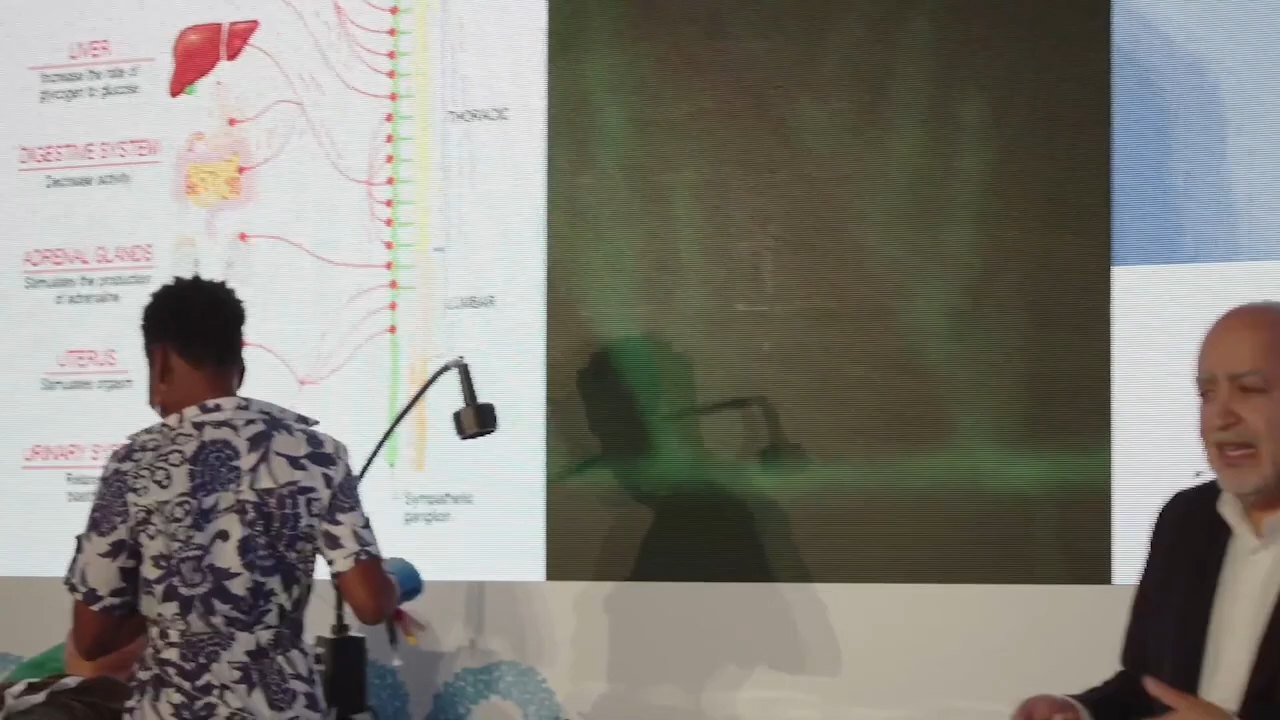 LIVER
Increase the rate of
glycogen to glucose
THORACIC
DIGESTIVE SYSTEM
Decrease activity
ADRENAL GLANDS
Stimulates the production
of adrenaline
LUMBAR
UTERUS
Stimulates orgasm
URINARY
Sympathetic
ganglion